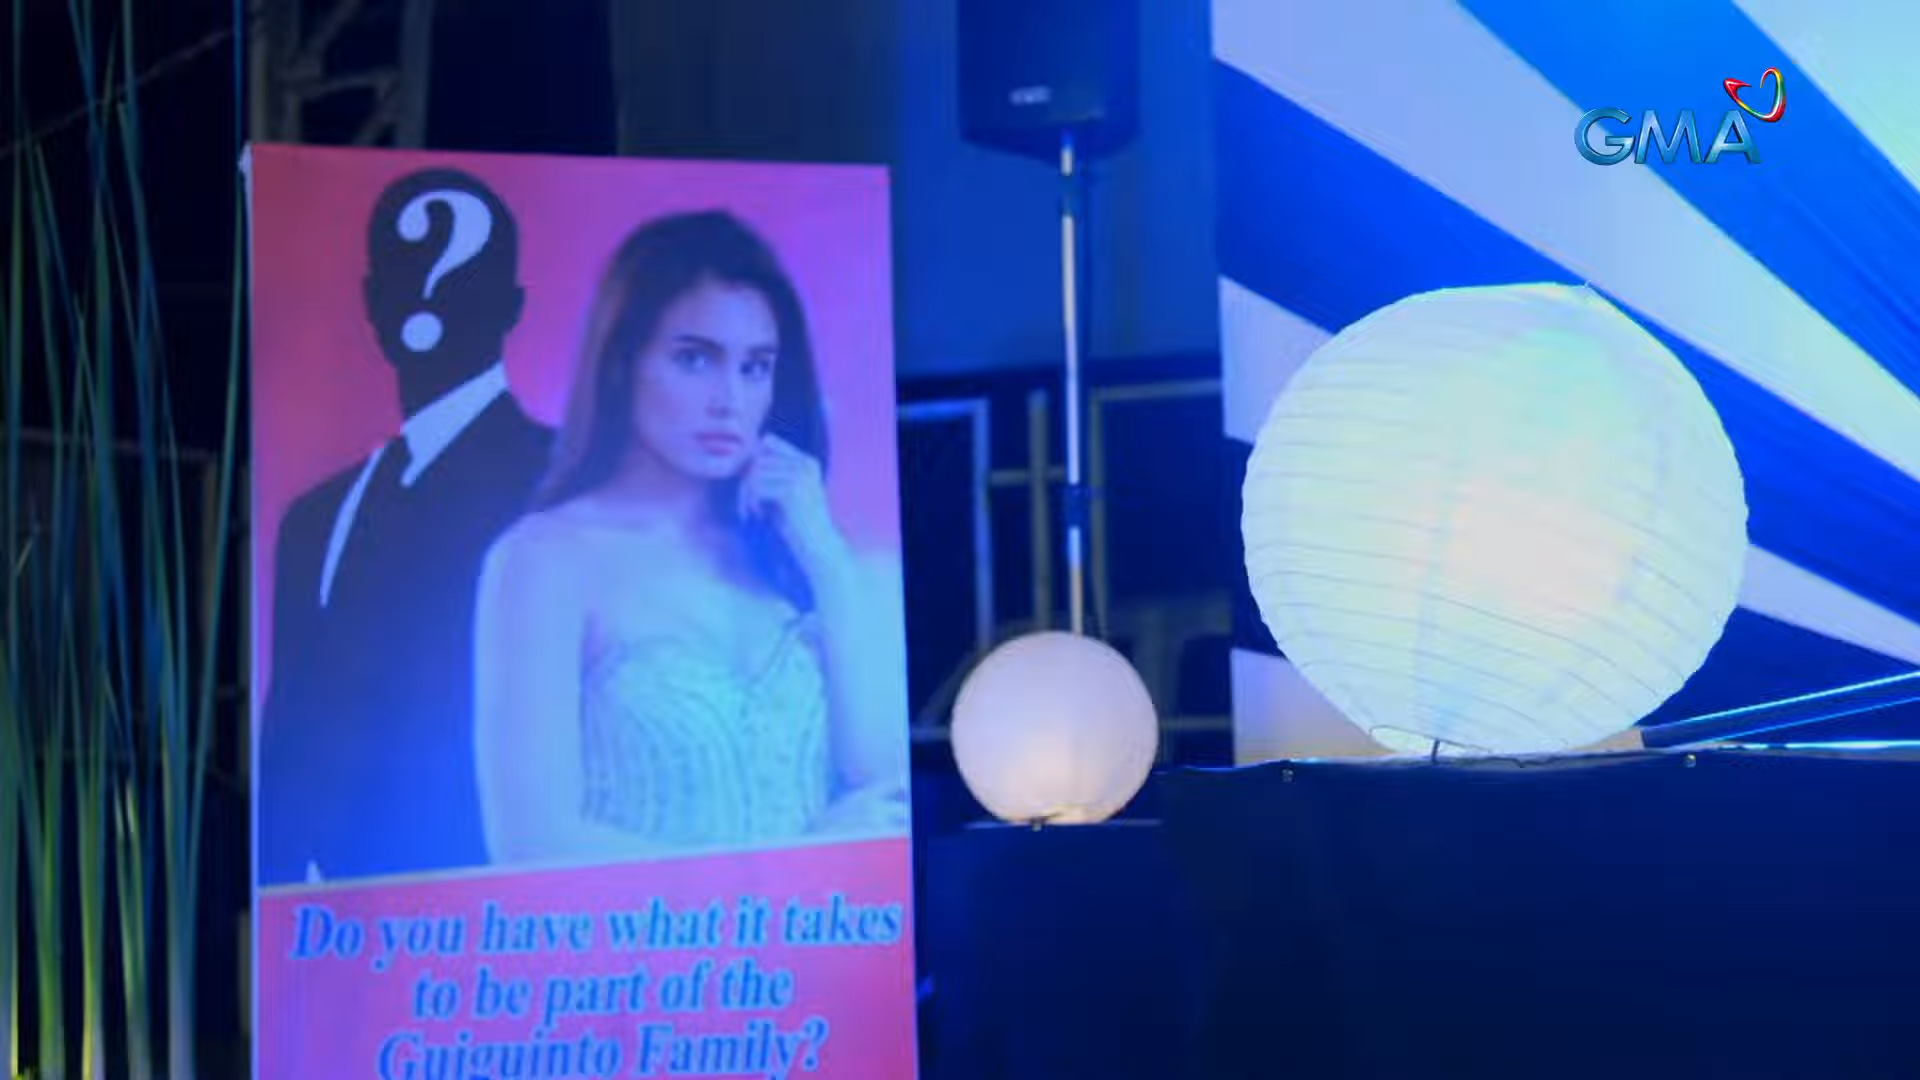 GMA
?
Do you have what it takes
to be part of the
Guiguinto Family?